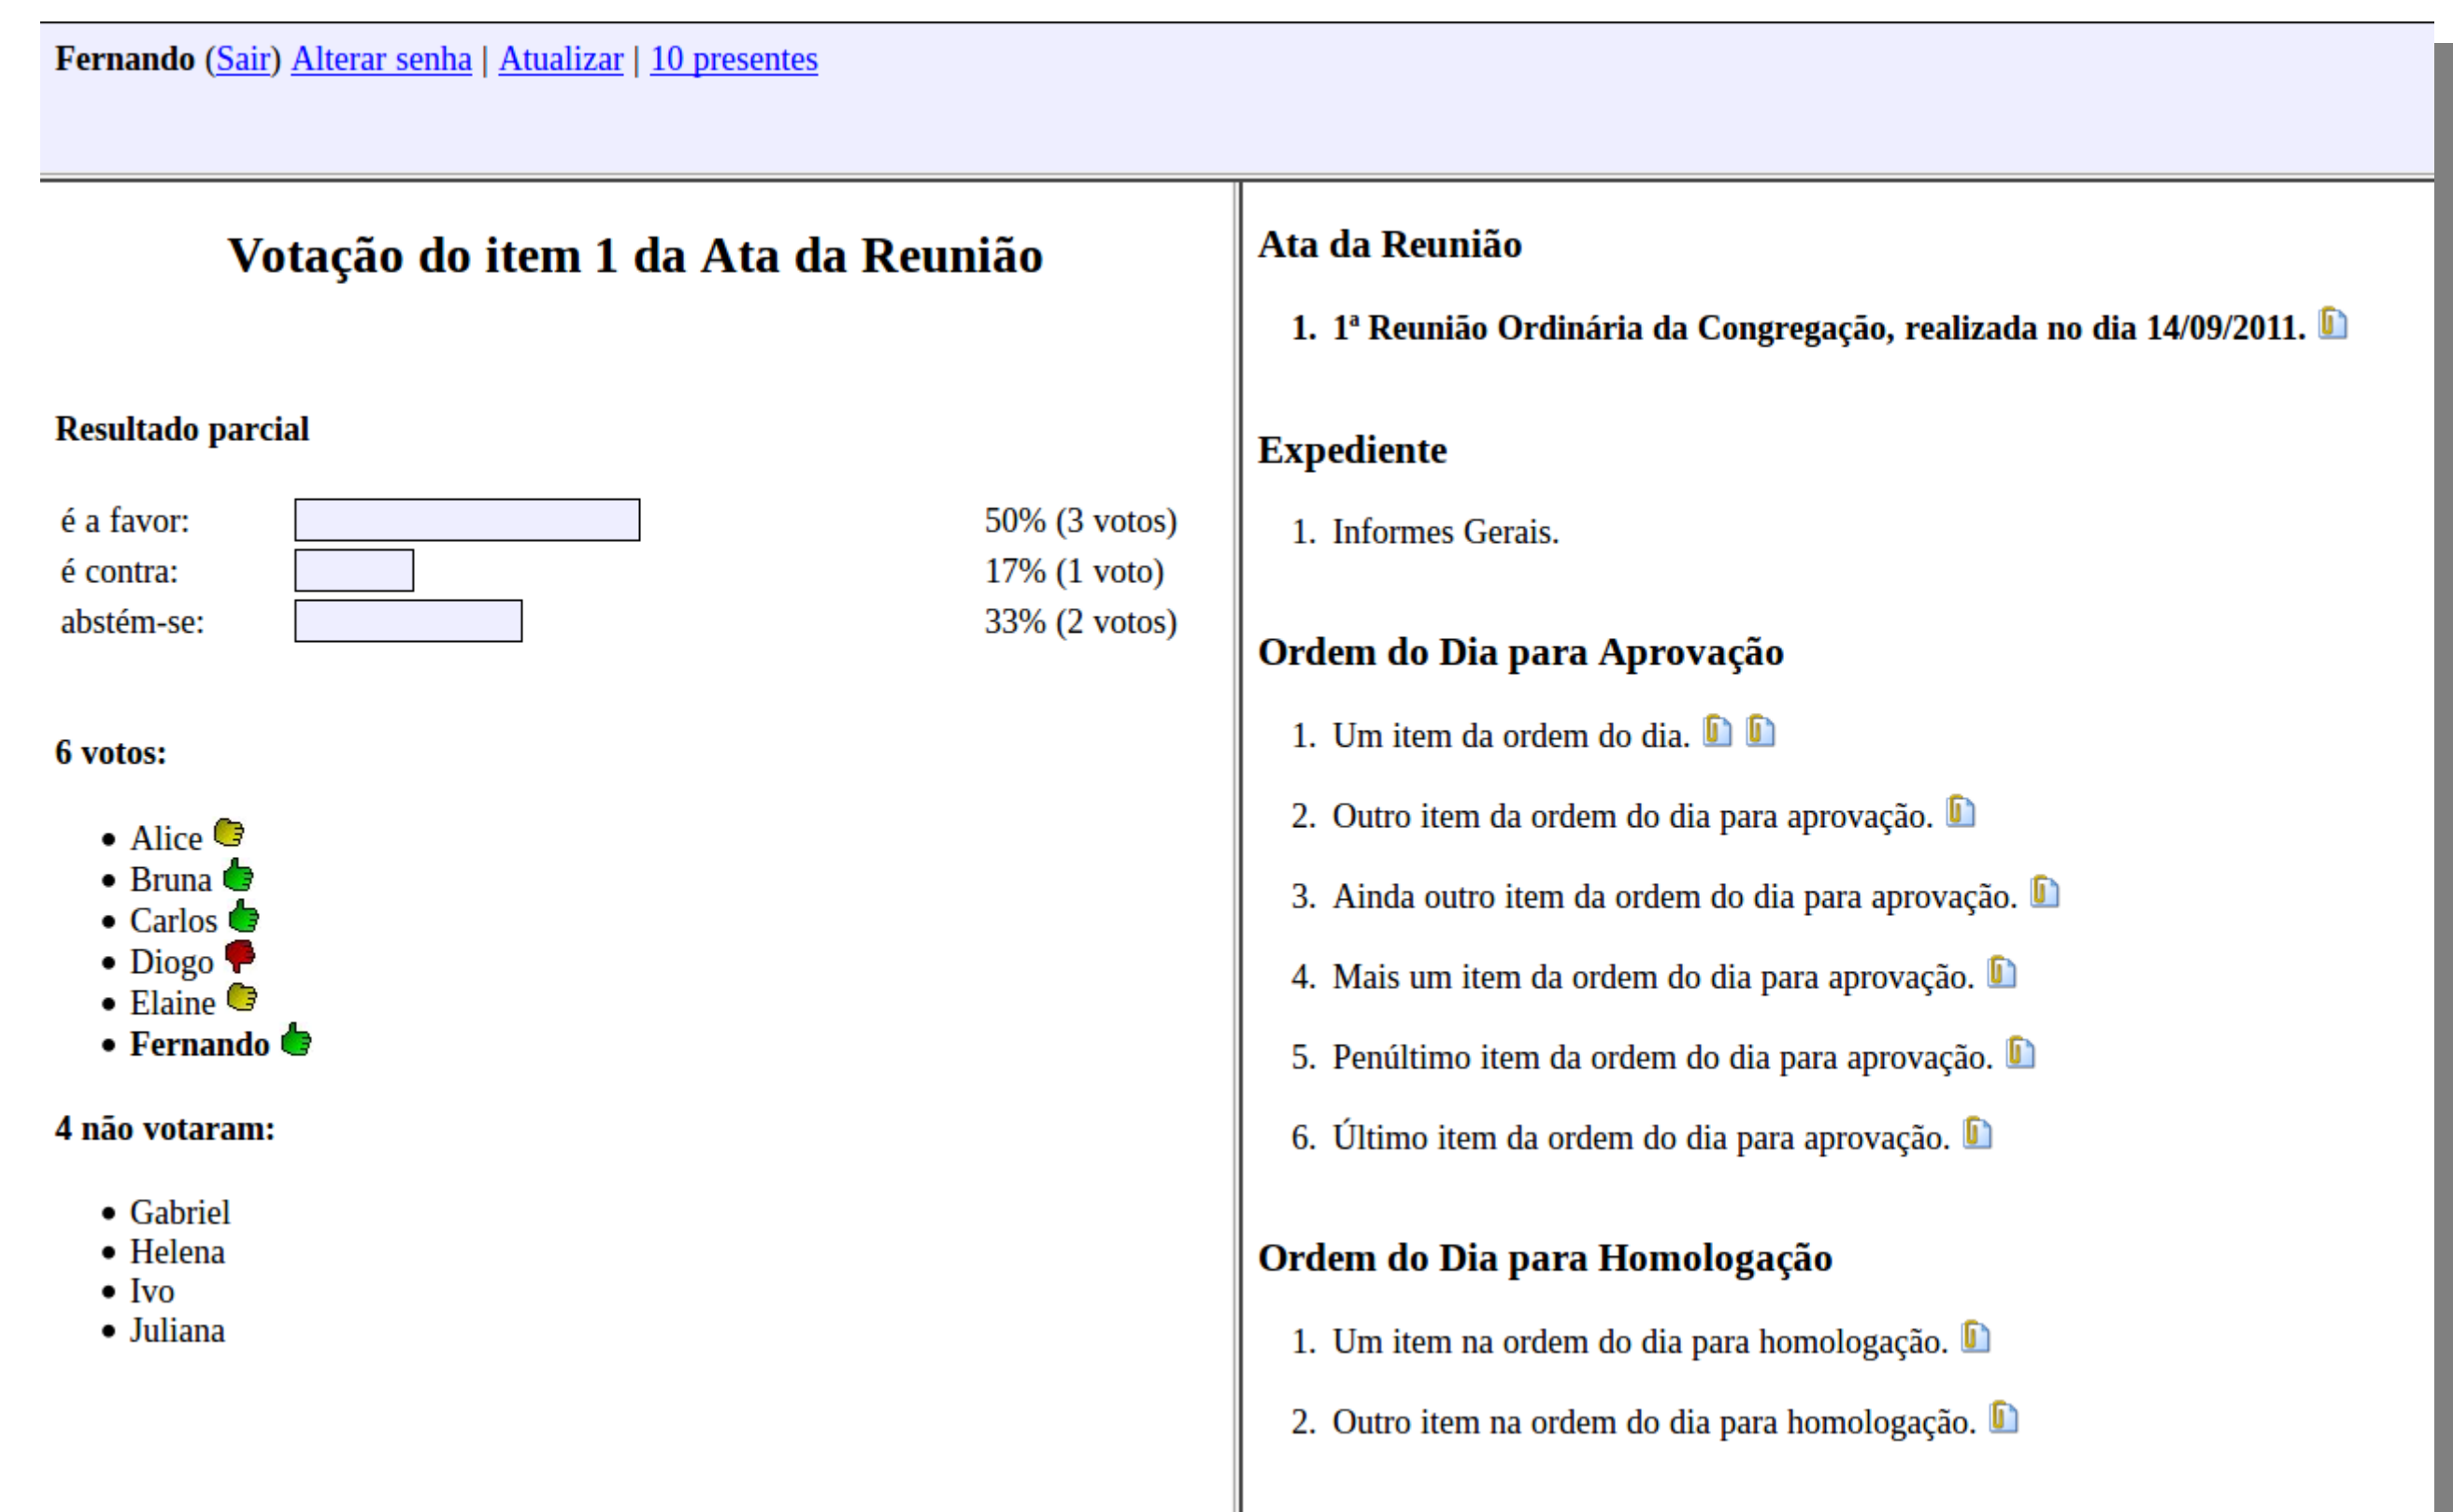 Fernando (Sair) Alterar senha | Atualizar | 10 presentes
Votação do item 1 da Ata da Reunião
Resultado parcial
é a favor: 50% (3 votos)
é contra: 17% (1 voto)
abstém-se: 33% (2 votos)
6 votos:
• Alice
• Bruna
• Carlos
• Diogo
• Elaine
• Fernando
4 não votaram:
• Gabriel
• Helena
• Ivo
• Juliana
Ata da Reunião
1. 1ª Reunião Ordinária da Congregação, realizada no dia 14/09/2011.
Expediente
1. Informes Gerais.
Ordem do Dia para Aprovação
1. Um item da ordem do dia.
2. Outro item da ordem do dia para aprovação.
3. Ainda outro item da ordem do dia para aprovação.
4. Mais um item da ordem do dia para aprovação.
5. Penúltimo item da ordem do dia para aprovação.
6. Último item da ordem do dia para aprovação.
Ordem do Dia para Homologação
1. Um item na ordem do dia para homologação.
2. Outro item na ordem do dia para homologação.